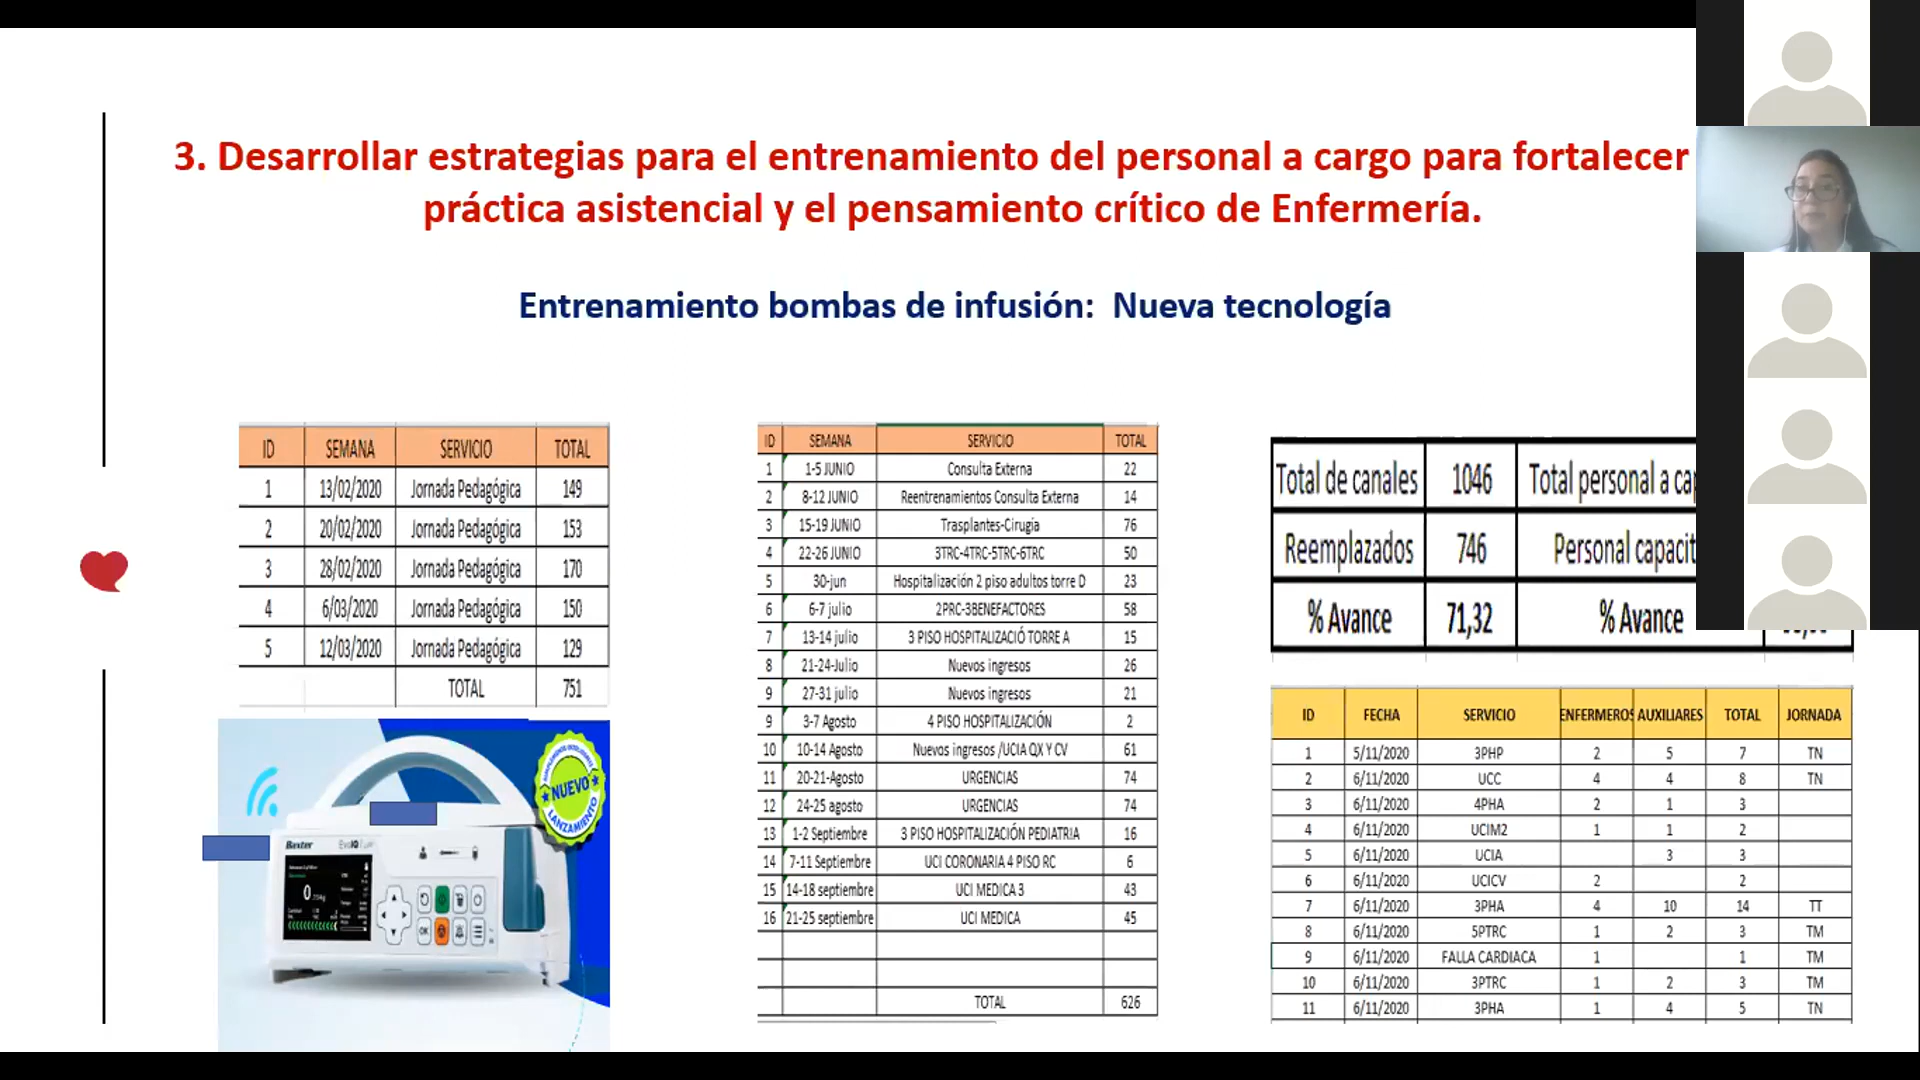 3. Desarrollar estrategias para el entrenamiento del personal a cargo para fortalecer
práctica asistencial y el pensamiento crítico de Enfermería.
Entrenamiento bombas de infusión: Nueva tecnología
ID SEMANA SERVICIO TOTAL
1 13/02/2020 Jornada Pedagógica 149
2 20/02/2020 Jornada Pedagógica 153
3 28/02/2020 Jornada Pedagógica 170
4 6/03/2020 Jornada Pedagógica 150
5 12/03/2020 Jornada Pedagógica 129
TOTAL 751
NUEVO
LANZAMIENTO
Baxter
OK
ID SEMANA SERVICIO TOTAL
1 1-5 JUNIO Consulta Externa 22
2 8-12 JUNIO Reentrenamientos Consulta Externa 14
3 15-19 JUNIO Trasplantes-Cirugia 76
4 22-26 JUNIO 3TRC-4TRC-5TRC-6TRC 50
5 30-jun Hospitalización 2 piso adultos torre D 23
6 6-7 julio 2PRC-3BENEFACTORES 58
7 13-14 julio 3 PISO HOSPITALIZACIÓ TORRE A 15
8 21-24-Julio Nuevos ingresos 26
9 27-31 julio Nuevos ingresos 21
9 3-7 Agosto 4 PISO HOSPITALIZACIÓN 2
10 10-14 Agosto Nuevos ingresos /UCIA QX Y CV 61
11 20-21-Agosto URGENCIAS 74
12 24-25 agosto URGENCIAS 74
13 1-2 Septiembre 3 PISO HOSPITALIZACIÓN PEDIATRIA 16
14 7-11 Septiembre UCI CORONARIA 4 PISO RC 6
15 14-18 septiembre UCI MEDICA 3 43
16 21-25 septiembre UCI MEDICA 45
TOTAL 626
Total de canales 1046 Total personal a cap
Reemplazados 746 Personal capacit
% Avance 71,32 % Avance
ID FECHA SERVICIO ENFERMEROS AUXILIARES TOTAL JORNADA
1 5/11/2020 3PHP 2 5 7 TN
2 6/11/2020 UCC 4 4 8 TN
3 6/11/2020 4PHA 2 1 3
4 6/11/2020 UCIM2 1 1 2
5 6/11/2020 UCIA 3 3
6 6/11/2020 UCICV 2 2
7 6/11/2020 3PHA 4 10 14 TT
8 6/11/2020 5PTRC 1 2 3 TM
9 6/11/2020 FALLA CARDIACA 1 1 TM
10 6/11/2020 3PTRC 1 2 3 TM
11 6/11/2020 3PHA 1 4 5 TN